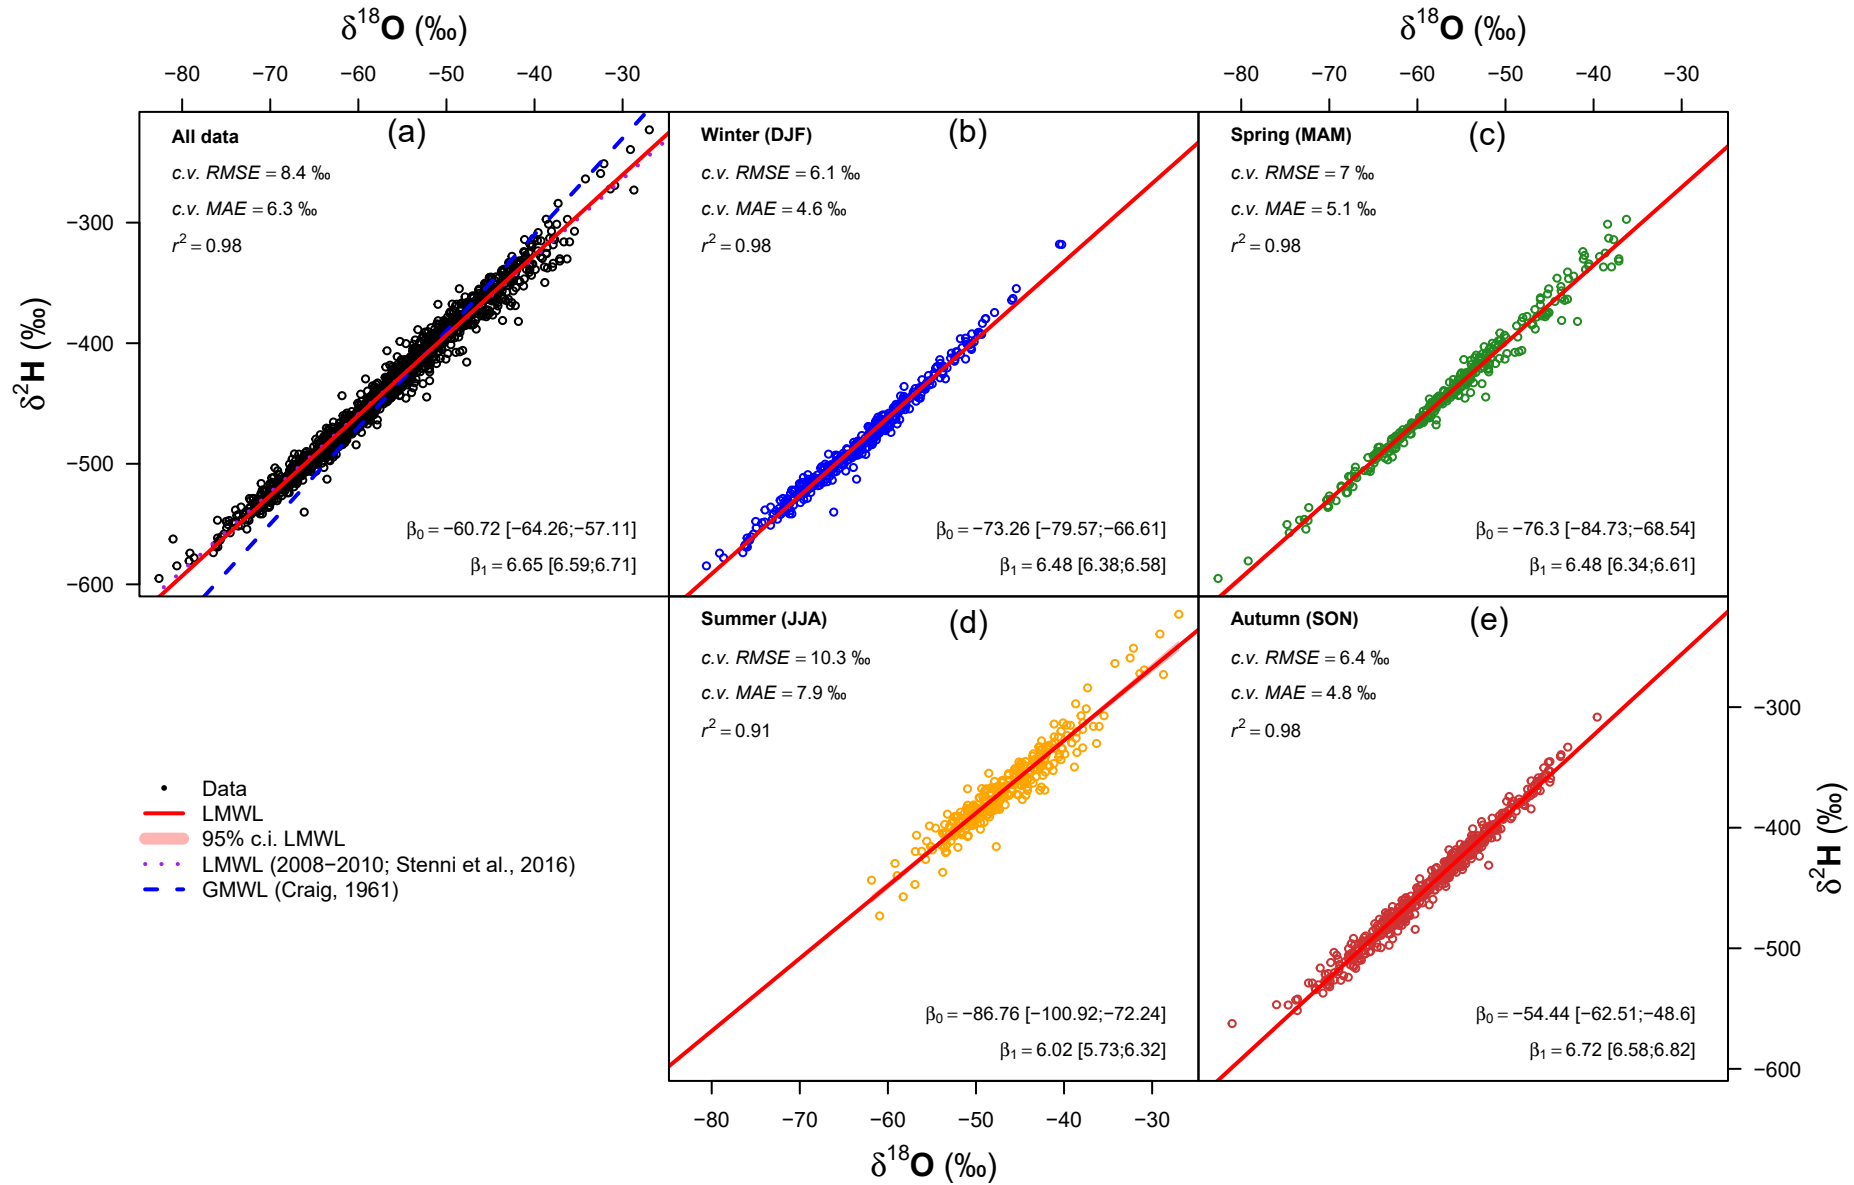 δ18O (‰)
δ18O (‰)
−80 −70 −60 −50 −40 −30
−80 −70 −60 −50 −40 −30
All data
(a)
c.v. RMSE = 8.4 ‰
c.v. MAE = 6.3 ‰
r2 = 0.98
β0 = −60.72 [−64.26;−57.11]
β1 = 6.65 [6.59;6.71]
δ2H (‰)
−300
−400
−500
−600
Winter (DJF)
(b)
c.v. RMSE = 6.1 ‰
c.v. MAE = 4.6 ‰
r2 = 0.98
β0 = −73.26 [−79.57;−66.61]
β1 = 6.48 [6.38;6.58]
Spring (MAM)
(c)
c.v. RMSE = 7 ‰
c.v. MAE = 5.1 ‰
r2 = 0.98
β0 = −76.3 [−84.73;−68.54]
β1 = 6.48 [6.34;6.61]
Summer (JJA)
(d)
c.v. RMSE = 10.3 ‰
c.v. MAE = 7.9 ‰
r2 = 0.91
β0 = −86.76 [−100.92;−72.24]
β1 = 6.02 [5.73;6.32]
Autumn (SON)
(e)
c.v. RMSE = 6.4 ‰
c.v. MAE = 4.8 ‰
r2 = 0.98
β0 = −54.44 [−62.51;−48.6]
β1 = 6.72 [6.58;6.82]
−300
−400
−500
−600
δ2H (‰)
Data
LMWL
95% c.i. LMWL
LMWL (2008−2010; Stenni et al., 2016)
GMWL (Craig, 1961)
−80 −70 −60 −50 −40 −30
δ18O (‰)